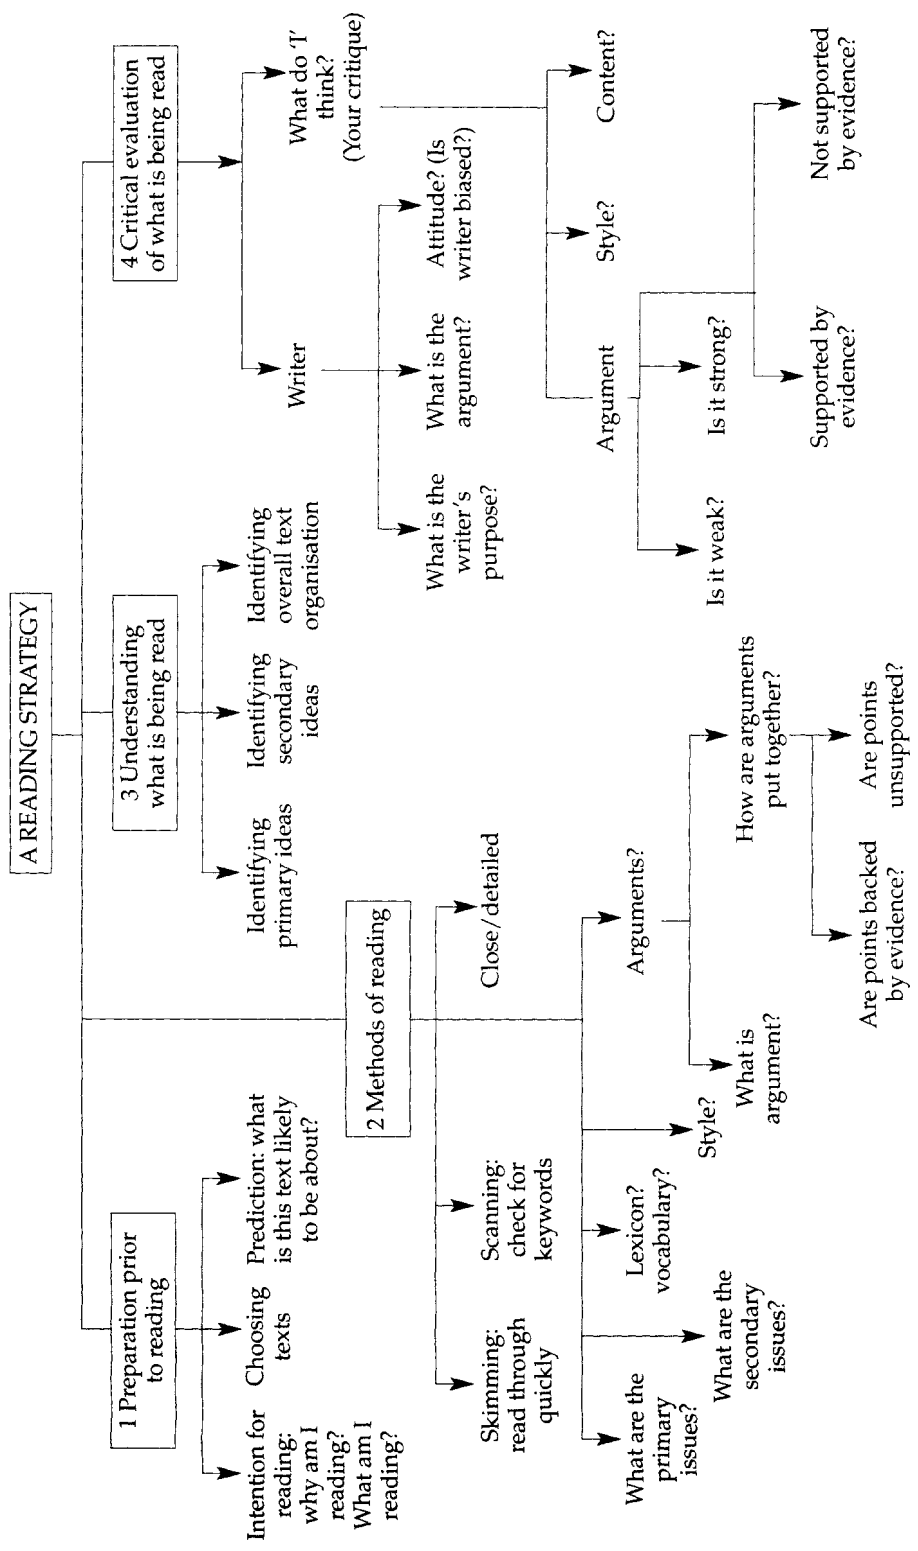 A READING STRATEGY
1 Preparation prior
to reading
Intention for
reading:
why am I
reading?
What am I
reading?
Choosing
texts
Prediction: what
is this text likely
to be about?
2 Methods of reading
Skimming:
read through
quickly
Scanning:
check for
keywords
Close/detailed
What are the
primary
issues?
What are the
secondary
issues?
Lexicon?
vocabulary?
Style?
Arguments?
What is
argument?
How are arguments
put together?
Are points backed
by evidence?
Are points
unsupported?
3 Understanding
what is being read
Identifying
primary ideas
Identifying
secondary
ideas
Identifying
overall text
organisation
4 Critical evaluation
of what is being read
Writer
What is the
writer's
purpose?
What is the
argument?
Attitude? (Is
writer biased?)
What do 'I'
think?
(Your critique)
Argument
Style?
Content?
Is it weak?
Is it strong?
Supported by
evidence?
Not supported
by evidence?